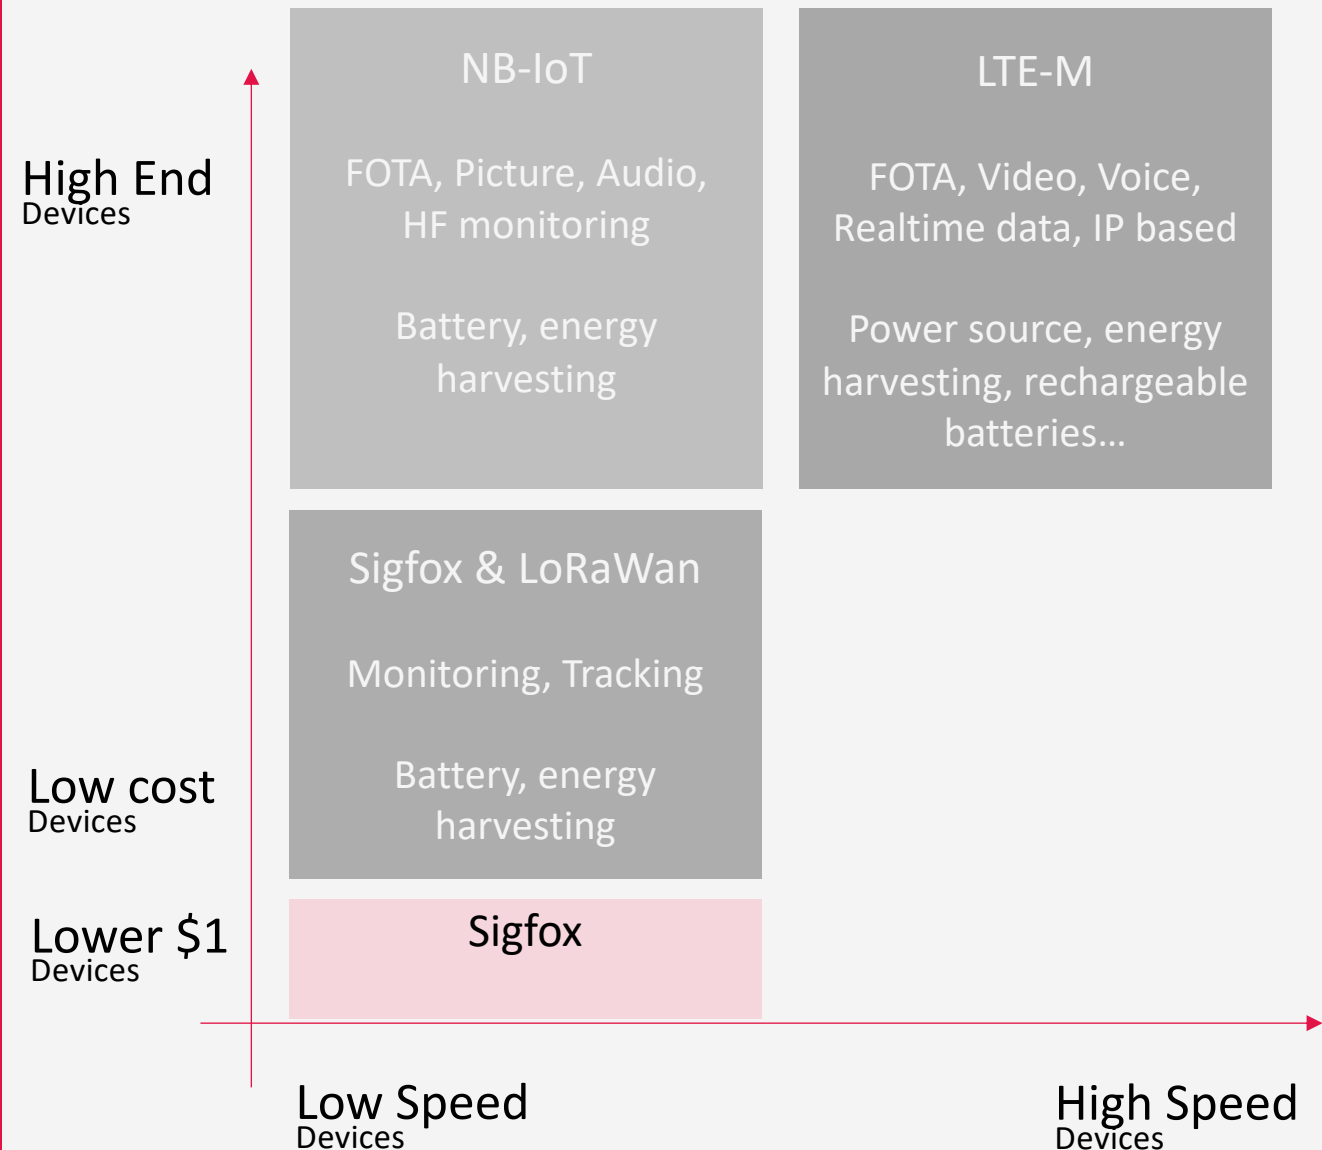 NB-IoT
FOTA, Picture, Audio,
HF monitoring
Battery, energy
harvesting
LTE-M
FOTA, Video, Voice,
Realtime data, IP based
Power source, energy
harvesting, rechargeable
batteries…
High End
Devices
Sigfox & LoRaWan
Monitoring, Tracking
Battery, energy
harvesting
Low cost
Devices
Lower $1
Devices
Sigfox
Low Speed
Devices
High Speed
Devices